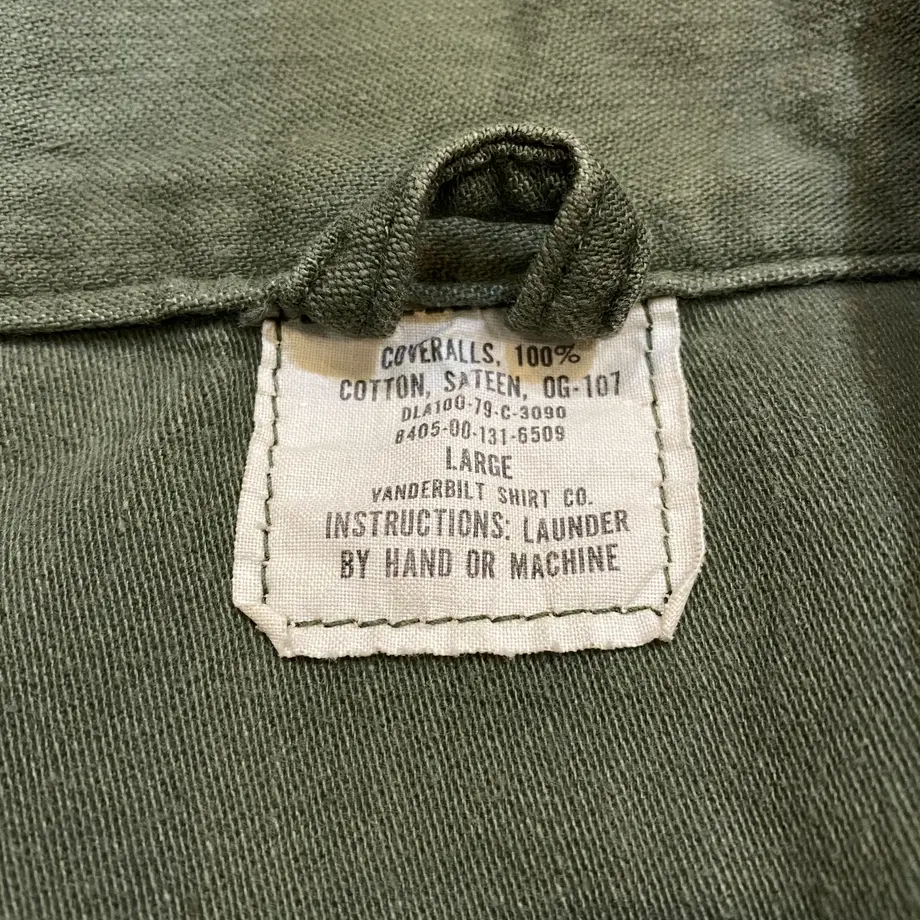 COVERALLS, 100%
COTTON, SATEEN, OG-107
DLA100-79-C-3090
8405-00-131-6509
LARGE
VANDERBILT SHIRT CO.
INSTRUCTIONS: LAUNDER
BY HAND OR MACHINE